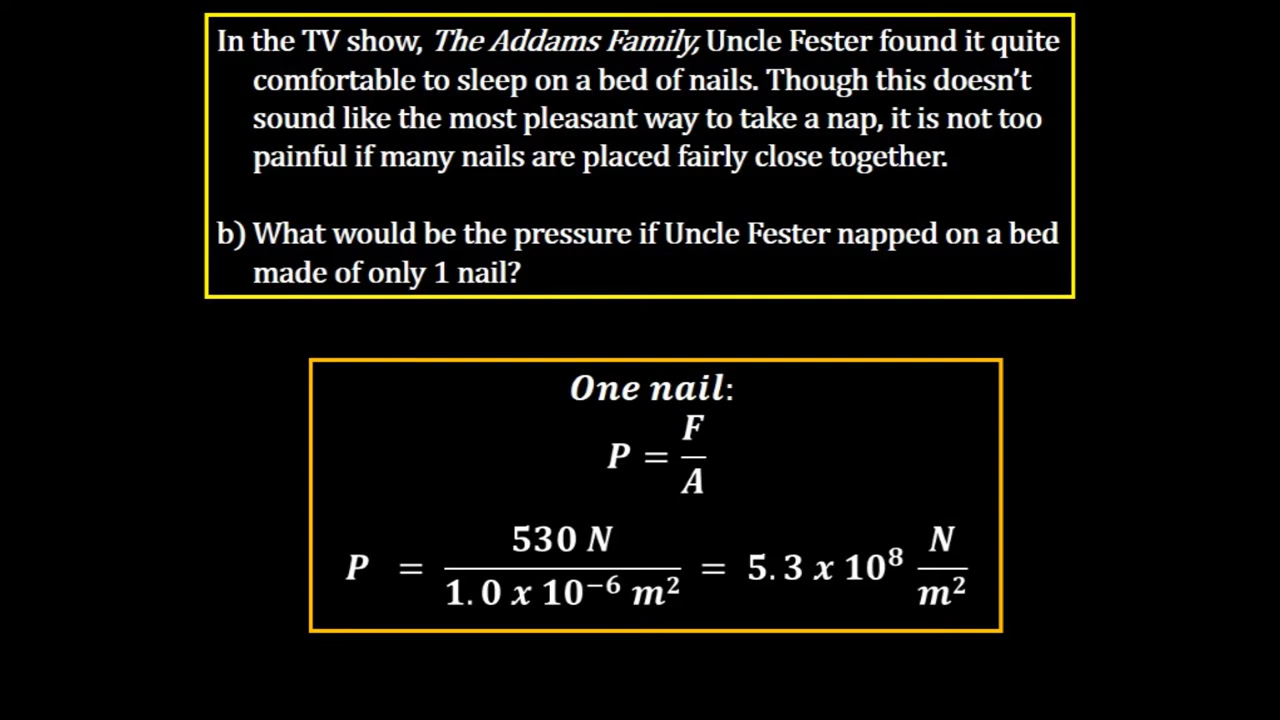 In the TV show, The Addams Family, Uncle Fester found it quite
comfortable to sleep on a bed of nails. Though this doesn't
sound like the most pleasant way to take a nap, it is not too
painful if many nails are placed fairly close together.
b) What would be the pressure if Uncle Fester napped on a bed
made of only 1 nail?
One nail:
P = F/A
P = 530 N / 1.0 x 10⁻⁶ m² = 5.3 x 10⁸ N/m²